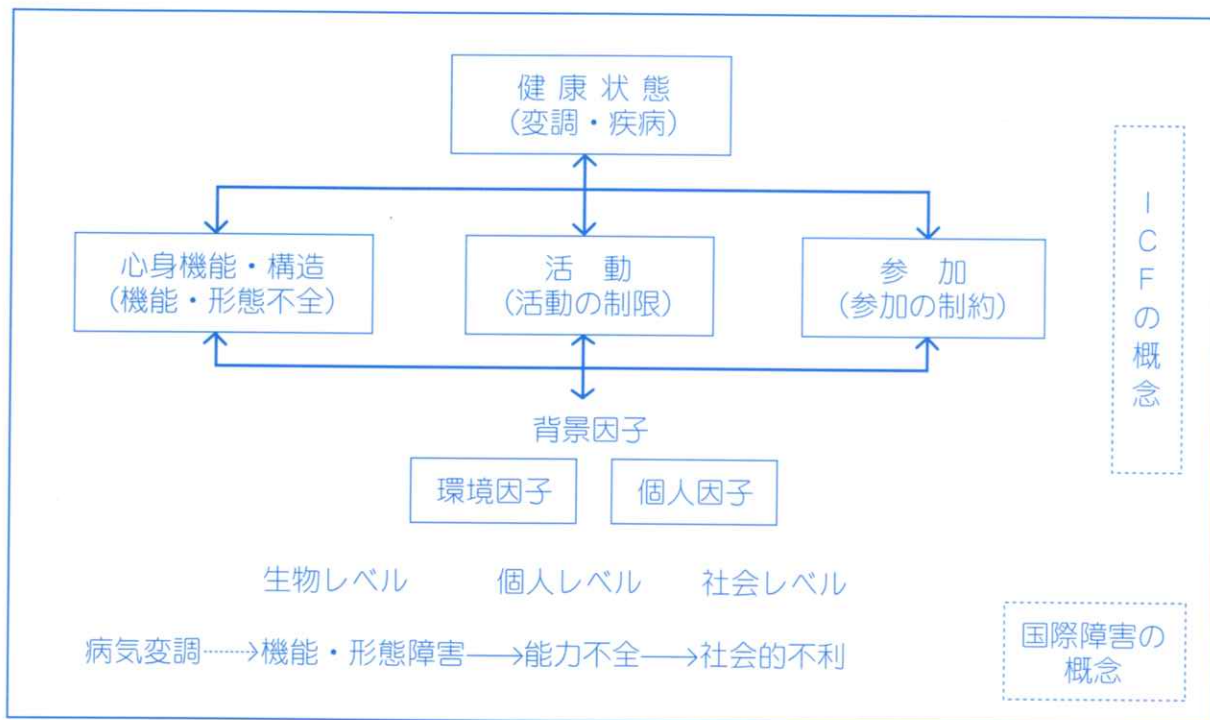 健康状態
(変調・疾病)
心身機能・構造
(機能・形態不全)
活動
(活動の制限)
参加
(参加の制約)
ICFの概念
背景因子
環境因子
個人因子
生物レベル 個人レベル 社会レベル
病気変調┈>機能・形態障害→能力不全→社会的不利
国際障害の
概念